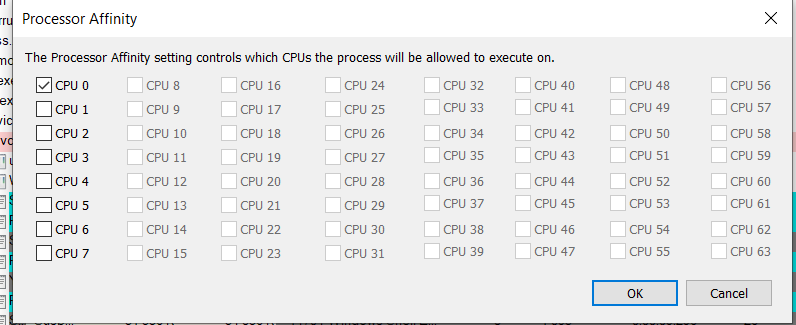 Processor Affinity
The Processor Affinity setting controls which CPUs the process will be allowed to execute on.
CPU 0 CPU 8 CPU 16 CPU 24 CPU 32 CPU 40 CPU 48 CPU 56
CPU 1 CPU 9 CPU 17 CPU 25 CPU 33 CPU 41 CPU 49 CPU 57
CPU 2 CPU 10 CPU 18 CPU 26 CPU 34 CPU 42 CPU 50 CPU 58
CPU 3 CPU 11 CPU 19 CPU 27 CPU 35 CPU 43 CPU 51 CPU 59
CPU 4 CPU 12 CPU 20 CPU 28 CPU 36 CPU 44 CPU 52 CPU 60
CPU 5 CPU 13 CPU 21 CPU 29 CPU 37 CPU 45 CPU 53 CPU 61
CPU 6 CPU 14 CPU 22 CPU 30 CPU 38 CPU 46 CPU 54 CPU 62
CPU 7 CPU 15 CPU 23 CPU 31 CPU 39 CPU 47 CPU 55 CPU 63
OK Cancel